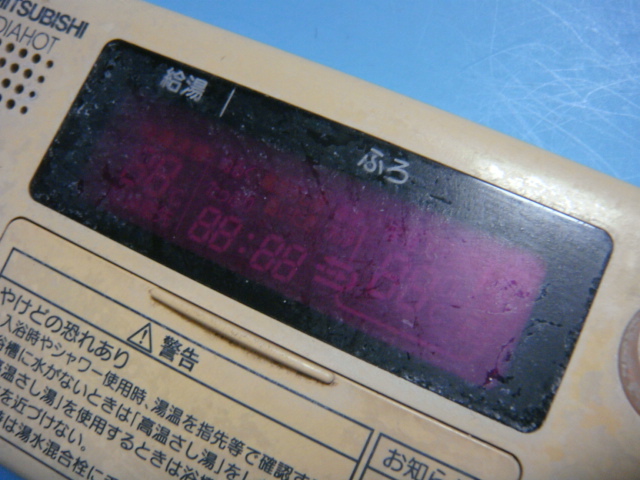 MITSUBISHI
DIAHOT
給湯
ふろ
88:88
警告
やけどの恐れあり
入浴時やシャワー使用時、湯温を指先等で確認す
浴槽に水がないときは「高温さし湯」を
高温さし湯」を使用するときは浴
を近づけない。
は湯水混合栓に
お知ら